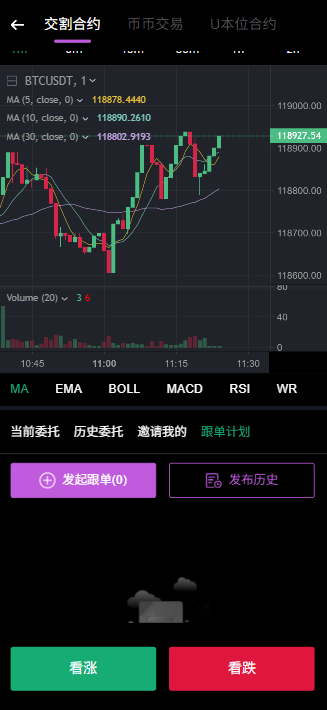 交割合约 币币交易 U本位合约
BTCUSDT, 1
MA (5, close, 0) 118878.4440
119000.00
MA (10, close, 0) 118890.2610
MA (30, close, 0) 118802.9193
118927.54
118900.00
118800.00
118700.00
118600.00
Volume (20) 3 6
80
40
0
10:45 11:00 11:15 11:30
MA EMA BOLL MACD RSI WR
当前委托 历史委托 邀请我的 跟单计划
发起跟单(0) 发布历史
看涨 看跌